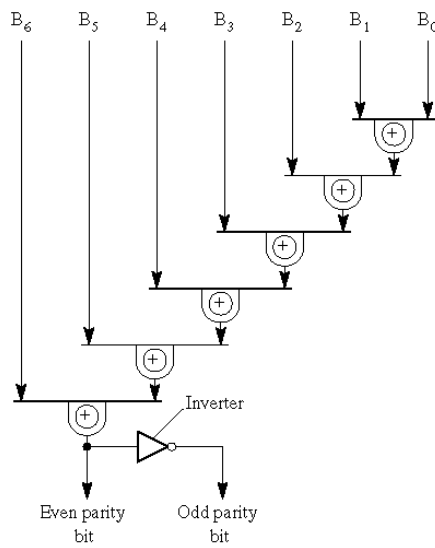 B6 B5 B4 B3 B2 B1 B0
+
+
+
+
+
+
Inverter
Even parity bit
Odd parity bit